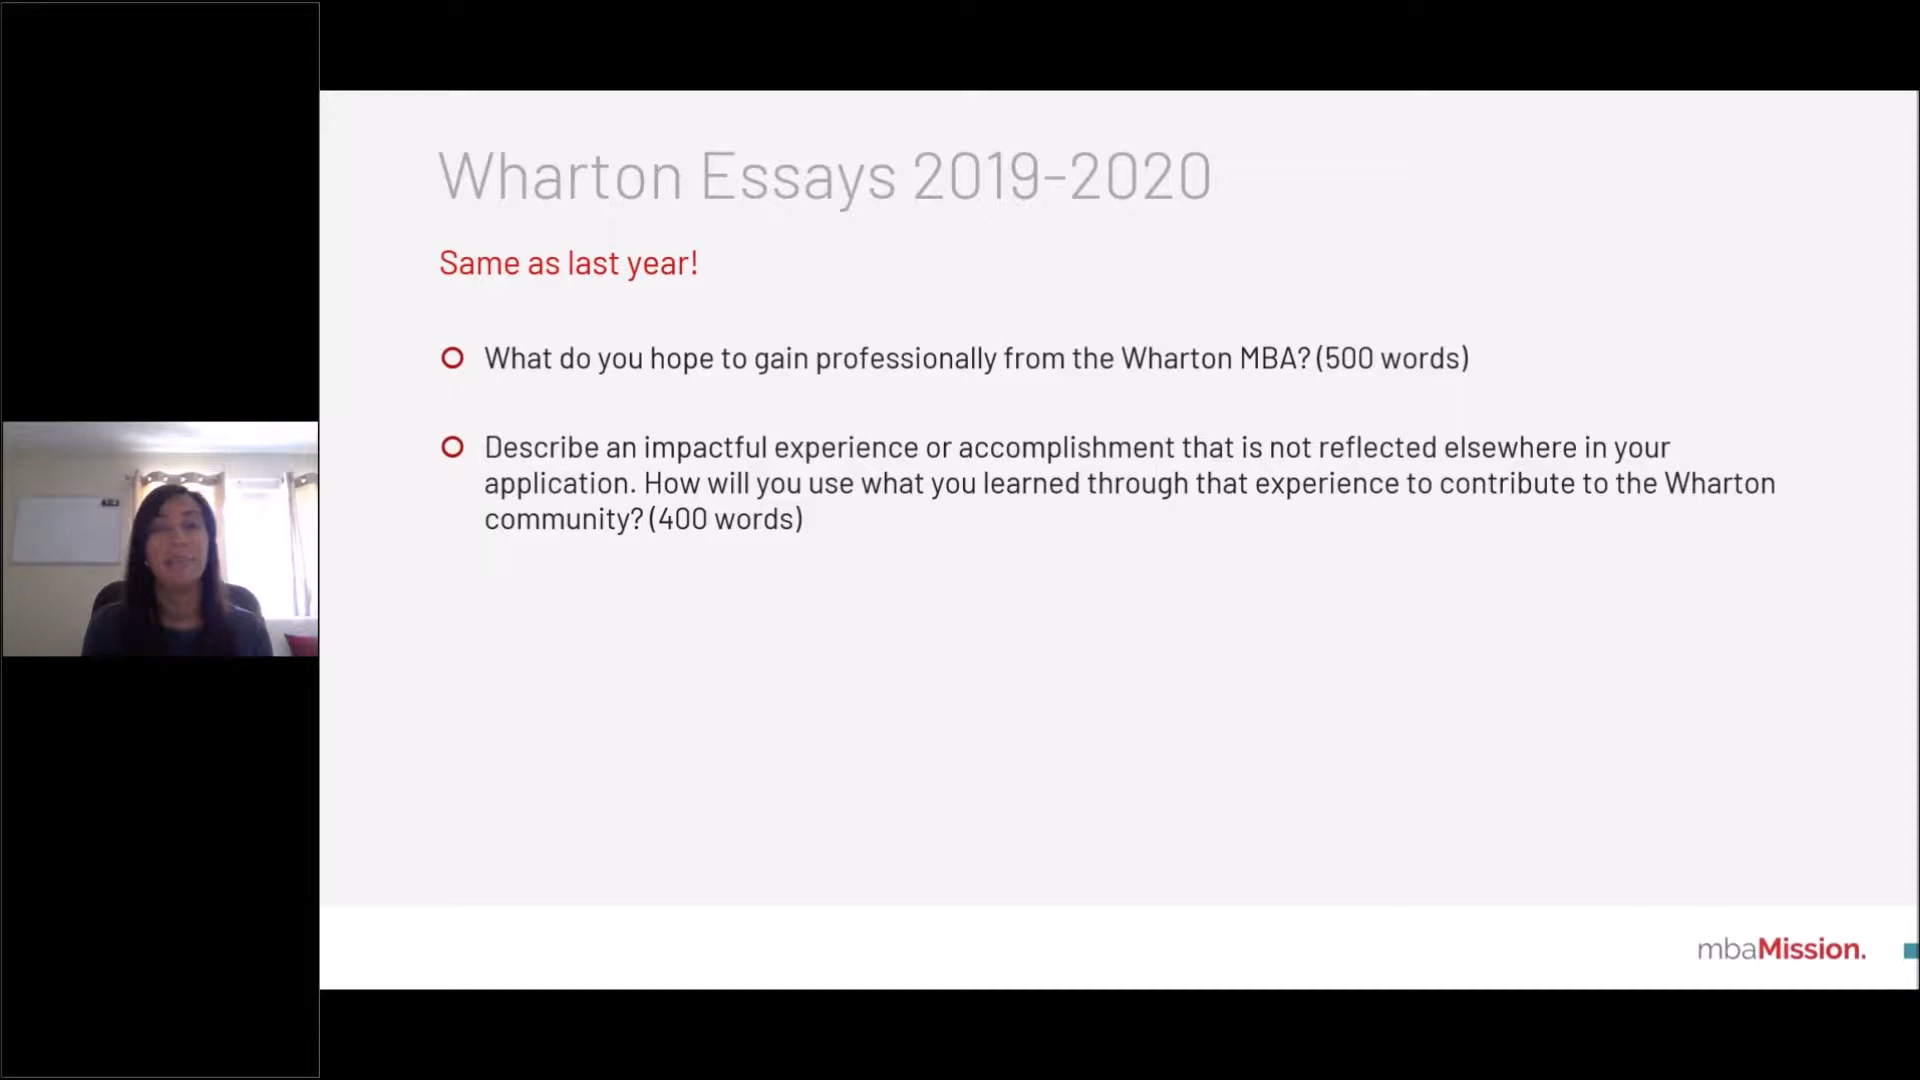 Wharton Essays 2019-2020
Same as last year!
What do you hope to gain professionally from the Wharton MBA? (500 words)
Describe an impactful experience or accomplishment that is not reflected elsewhere in your
application. How will you use what you learned through that experience to contribute to the Wharton
community? (400 words)
mbaMission.